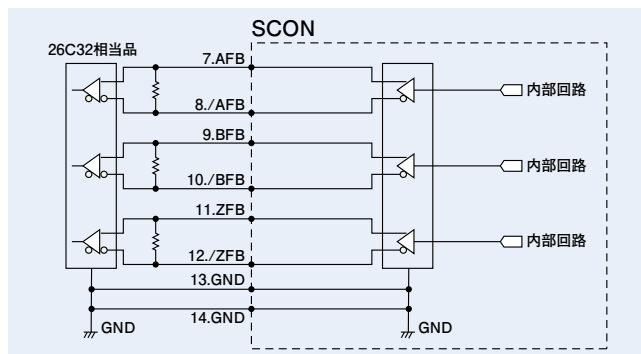 SCON
26C32相当品
7.AFB
内部回路
8./AFB
9.BFB
内部回路
10./BFB
11.ZFB
内部回路
12./ZFB
13.GND
14.GND
GND
GND